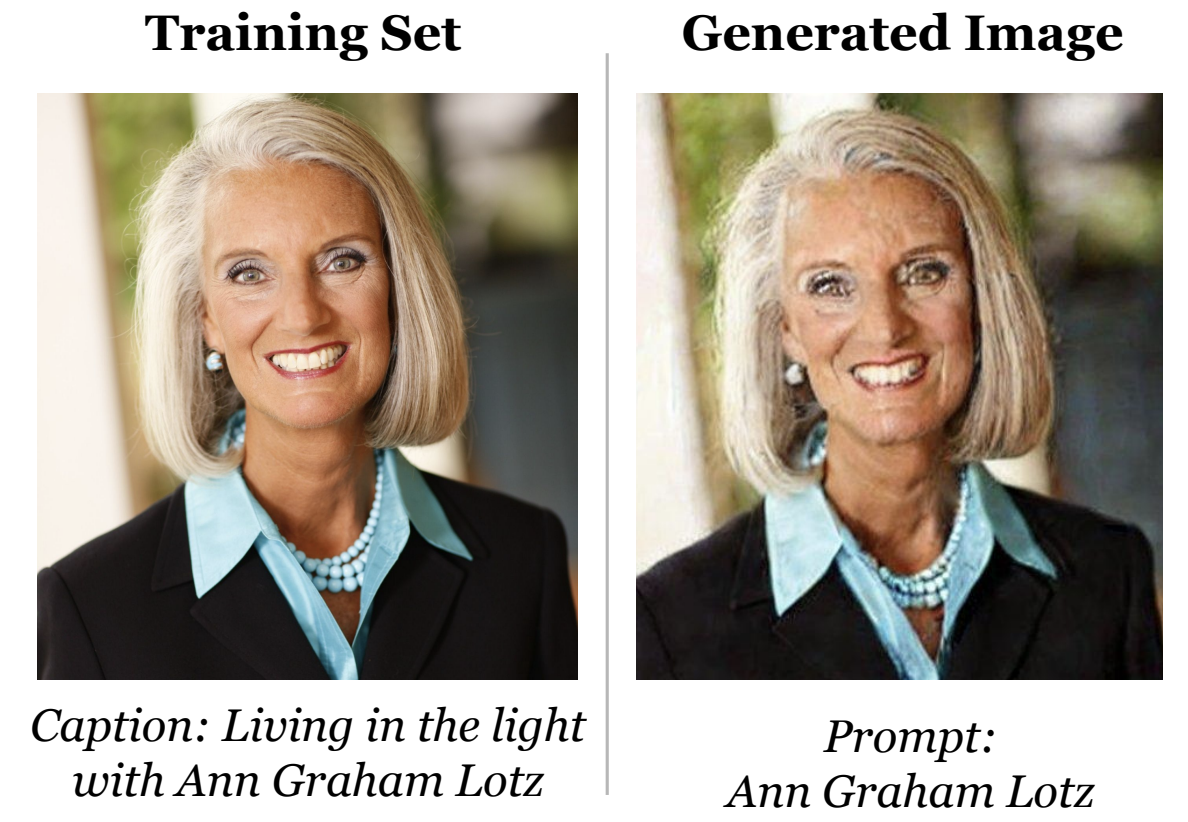 Training Set
Generated Image
Caption: Living in the light
with Ann Graham Lotz
Prompt:
Ann Graham Lotz